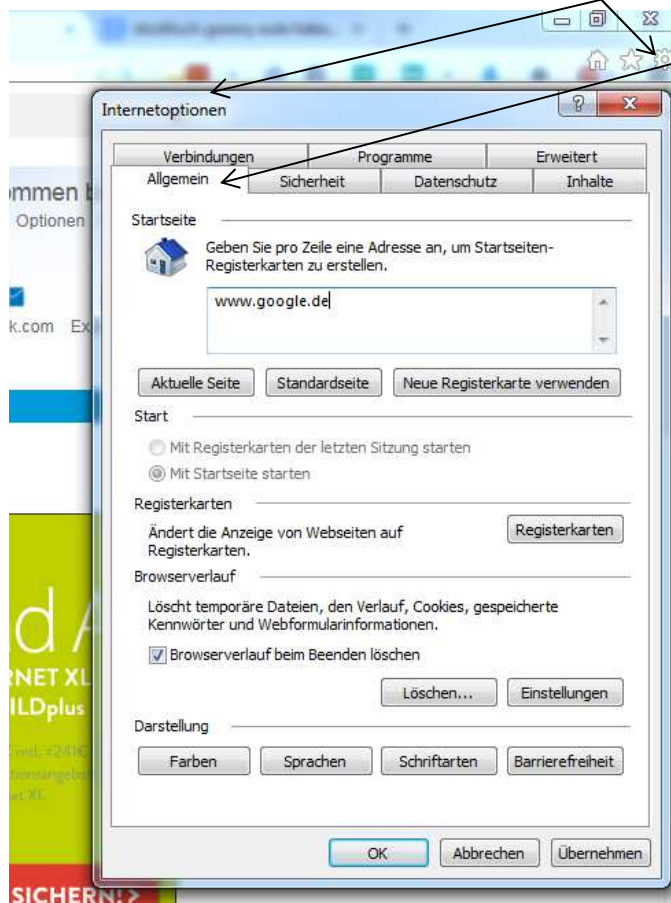 Internetoptionen
Verbindungen Programme Erweitert
Allgemein Sicherheit Datenschutz Inhalte
ommen
Optionen
k.com Ex
Startseite
Geben Sie pro Zeile eine Adresse an, um Startseiten-
Registerkarten zu erstellen.
www.google.de
Aktuelle Seite Standardseite Neue Registerkarte verwenden
Start
Mit Registerkarten der letzten Sitzung starten
Mit Startseite starten
Registerkarten
Ändert die Anzeige von Webseiten auf
Registerkarten.
Registerkarten
Browserverlauf
Löscht temporäre Dateien, den Verlauf, Cookies, gespeicherte
Kennwörter und Webformularinformationen.
Browserverlauf beim Beenden löschen
Löschen... Einstellungen
Darstellung
Farben Sprachen Schriftarten Barrierefreiheit
OK Abbrechen Übernehmen
d A
RNET XL
ILDplus
SICHERN! >